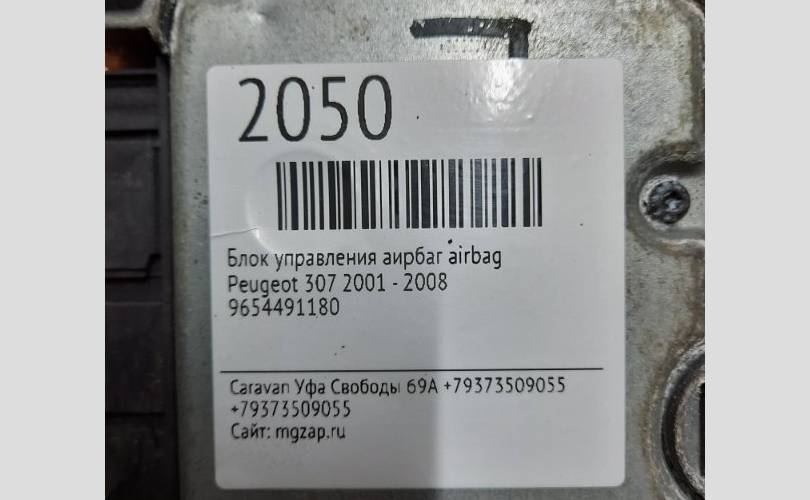 2050
Блок управления аирбаг airbag
Peugeot 307 2001 - 2008
9654491180
Caravan Уфа Свободы 69А +79373509055
+79373509055
Сайт: mgzap.ru